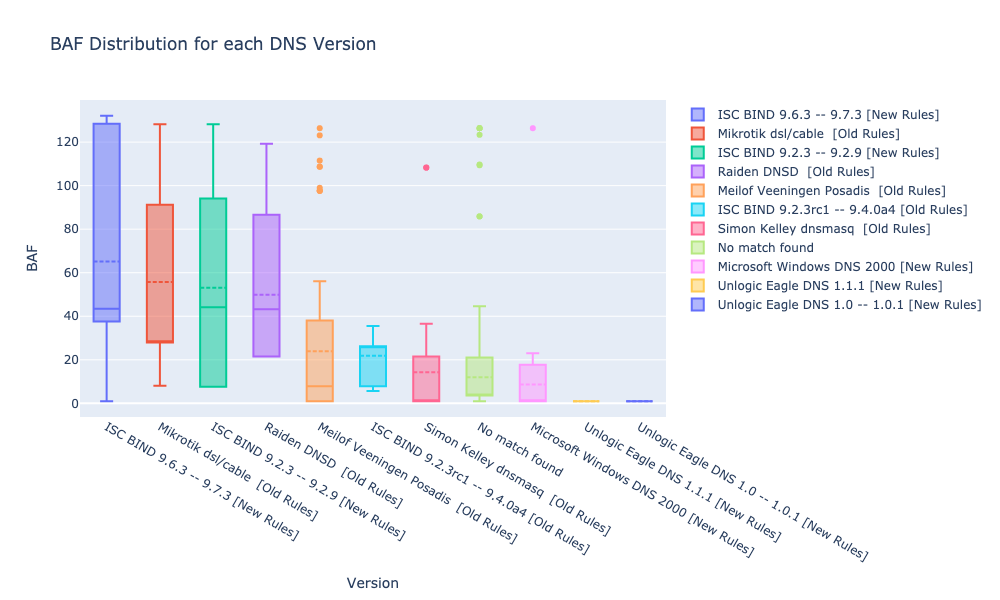 BAF Distribution for each DNS Version
BAF
120
100
80
60
40
20
0
ISC BIND 9.6.3 -- 9.7.3 [New Rules]
Mikrotik dsl/cable  [Old Rules]
ISC BIND 9.2.3 -- 9.2.9 [New Rules]
Raiden DNSD  [Old Rules]
Meilof Veeningen Posadis  [Old Rules]
ISC BIND 9.2.3rc1 -- 9.4.0a4 [Old Rules]
Simon Kelley dnsmasq  [Old Rules]
No match found
Microsoft Windows DNS 2000 [New Rules]
Unlogic Eagle DNS 1.1.1 [New Rules]
Unlogic Eagle DNS 1.0 -- 1.0.1 [New Rules]
Version
ISC BIND 9.6.3 -- 9.7.3 [New Rules]
Mikrotik dsl/cable  [Old Rules]
ISC BIND 9.2.3 -- 9.2.9 [New Rules]
Raiden DNSD  [Old Rules]
Meilof Veeningen Posadis  [Old Rules]
ISC BIND 9.2.3rc1 -- 9.4.0a4 [Old Rules]
Simon Kelley dnsmasq  [Old Rules]
No match found
Microsoft Windows DNS 2000 [New Rules]
Unlogic Eagle DNS 1.1.1 [New Rules]
Unlogic Eagle DNS 1.0 -- 1.0.1 [New Rules]